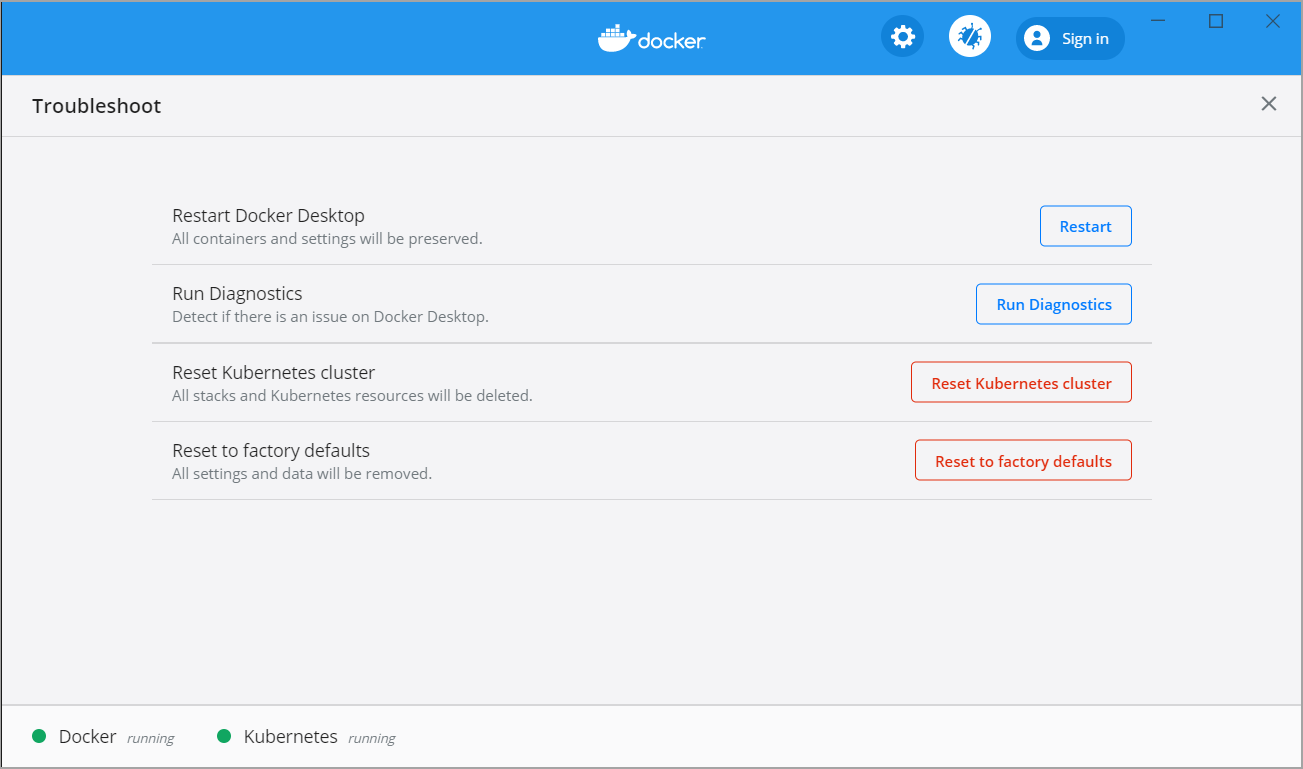 docker
Sign in
Troubleshoot
Restart Docker Desktop
All containers and settings will be preserved.
Restart
Run Diagnostics
Detect if there is an issue on Docker Desktop.
Run Diagnostics
Reset Kubernetes cluster
All stacks and Kubernetes resources will be deleted.
Reset Kubernetes cluster
Reset to factory defaults
All settings and data will be removed.
Reset to factory defaults
Docker running
Kubernetes running